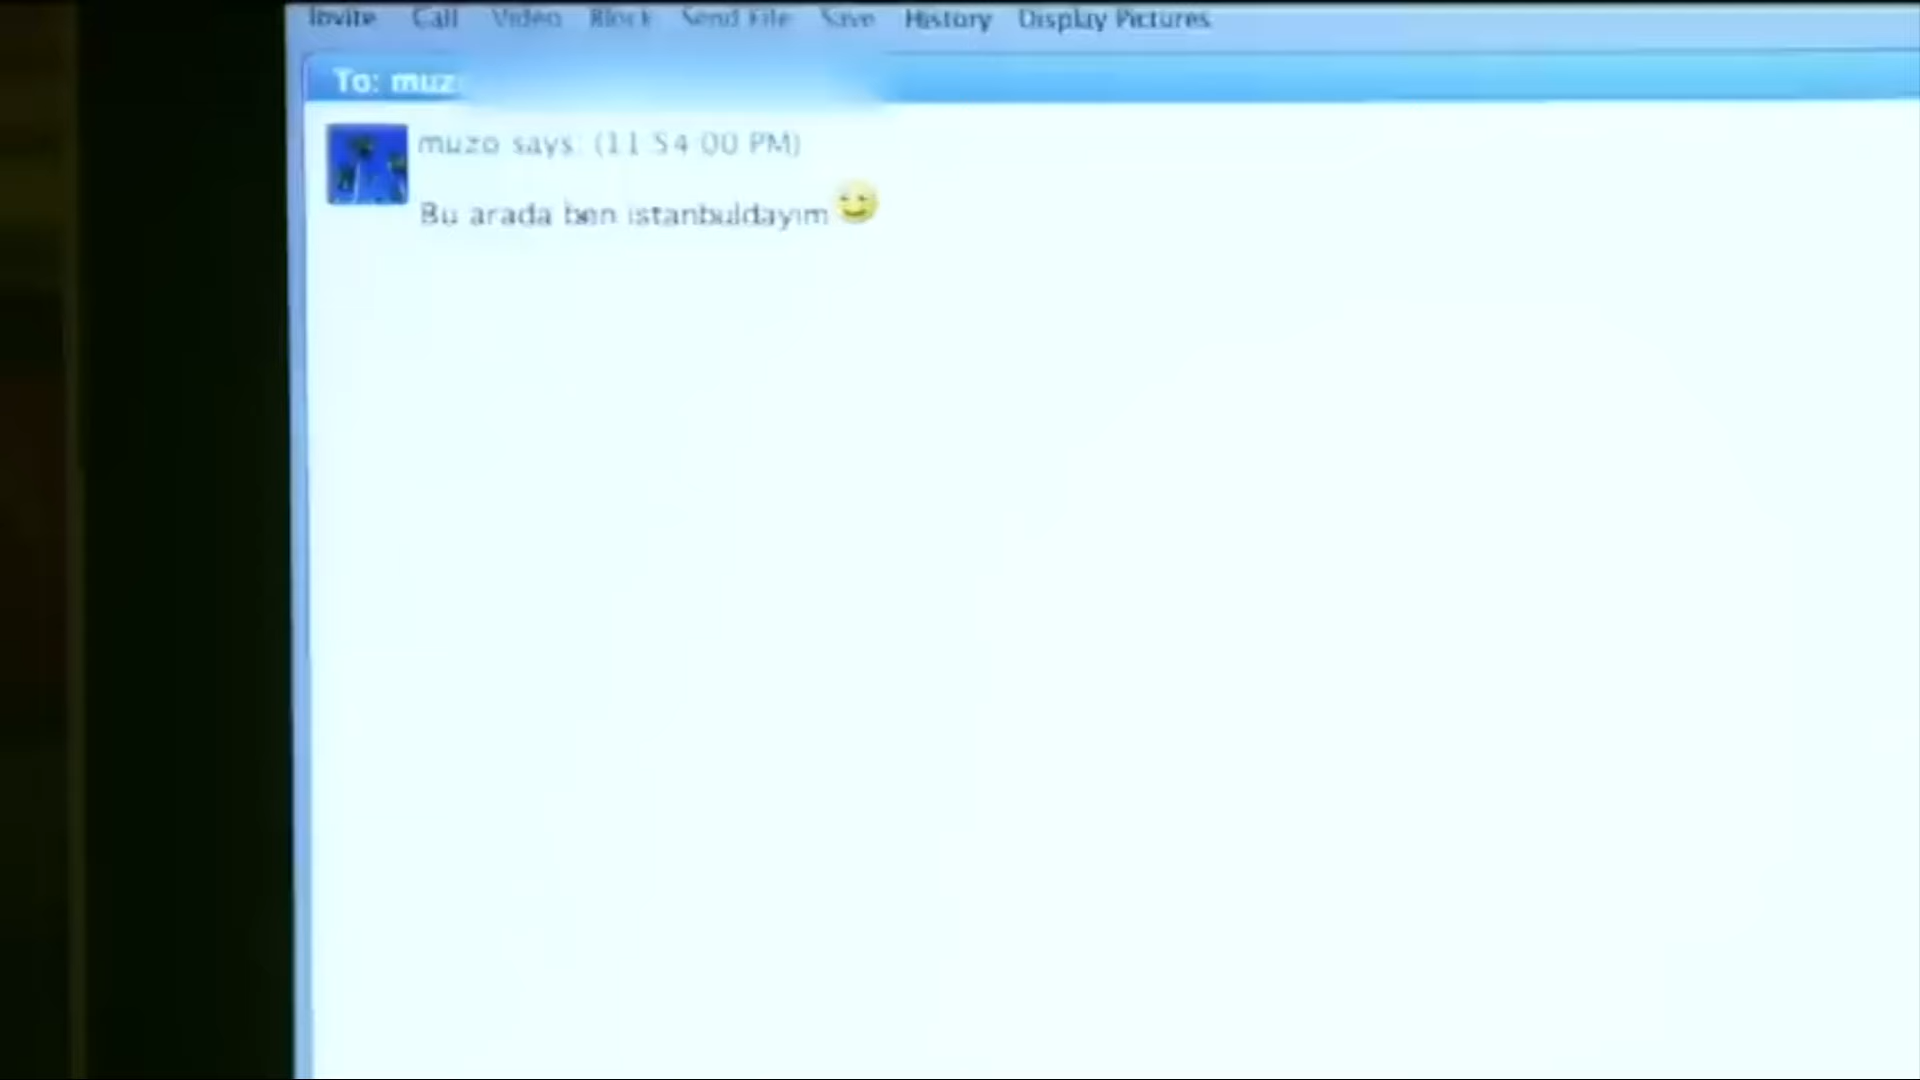 Invite Call Video Block Send File Save History Display Pictures
To: muz
muzo says: (11:54:00 PM)
Bu arada ben istanbuldayım